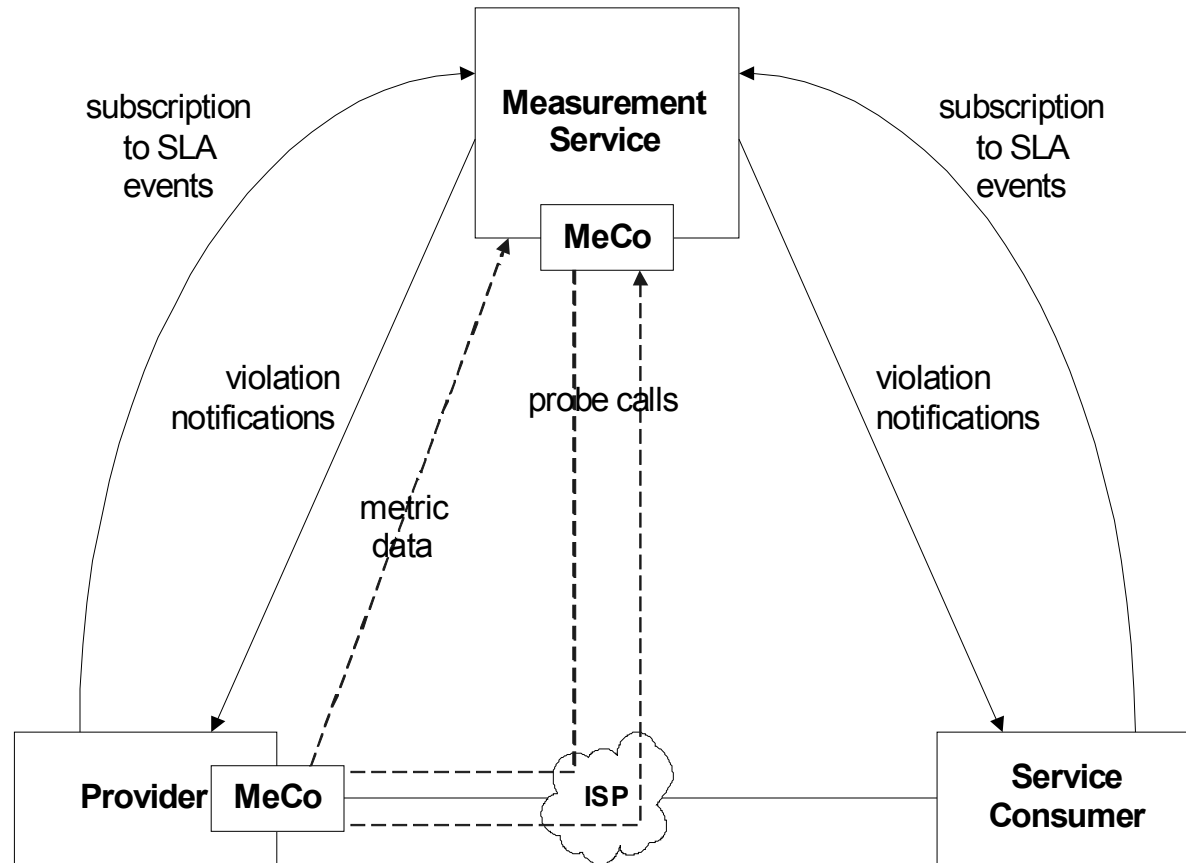 Measurement
Service
subscription
to SLA
events
subscription
to SLA
events
MeCo
violation
notifications
probe calls
violation
notifications
metric
data
Provider
MeCo
ISP
Service
Consumer